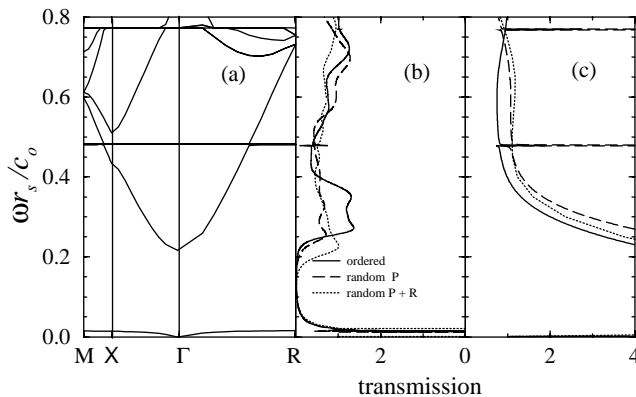 0.8
0.6
0.4
0.2
0.0
ωr_s/c_o
(a)
(b)
(c)
ordered
random P
random P + R
M X Γ R
2 0
2 4
transmission